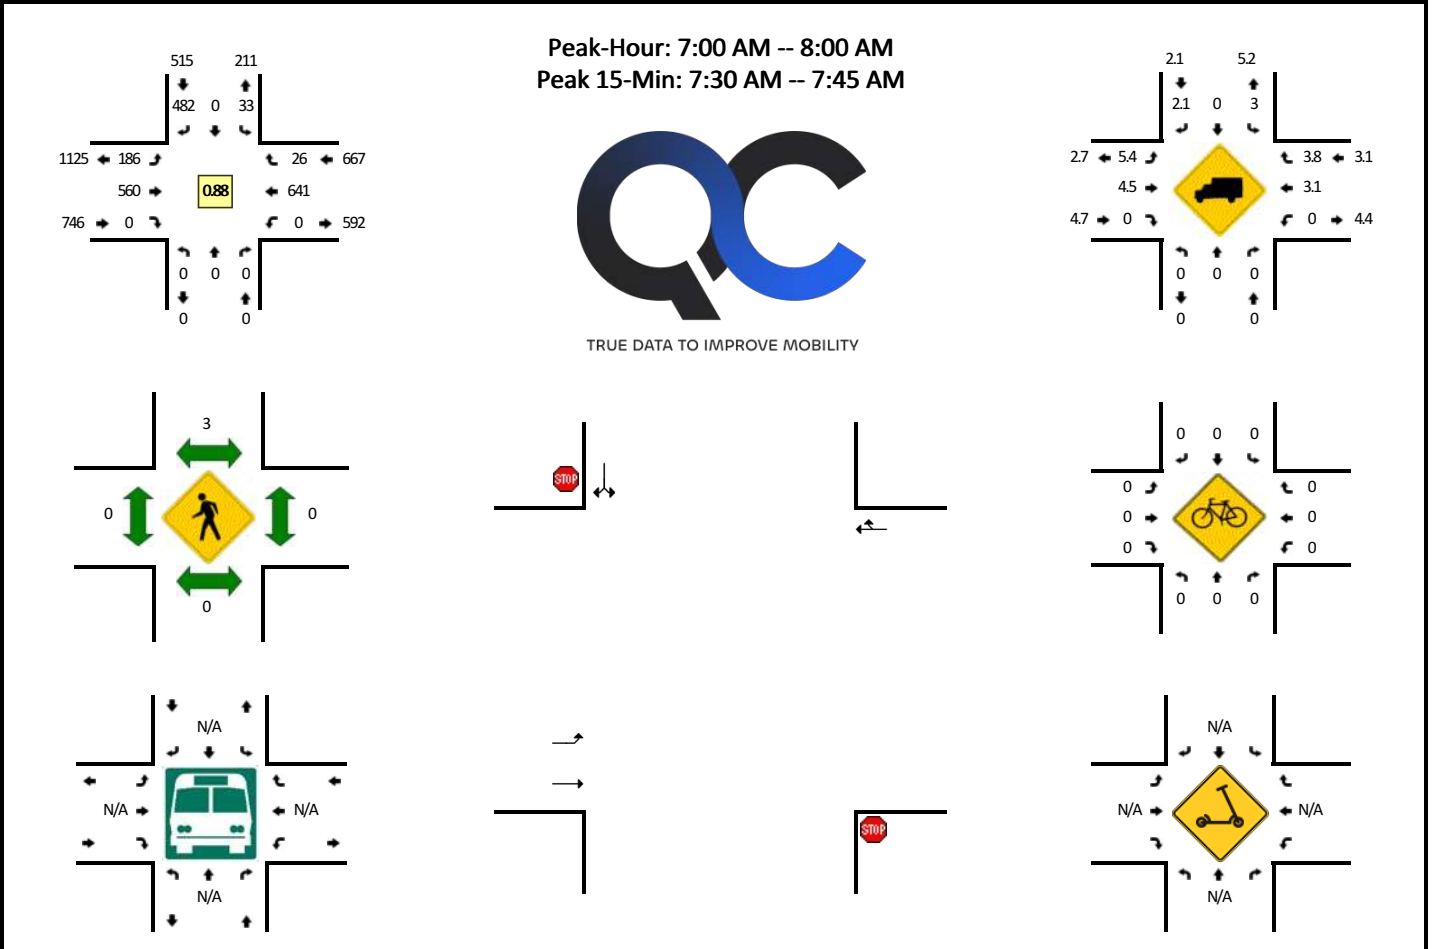 Peak-Hour: 7:00 AM -- 8:00 AM
Peak 15-Min: 7:30 AM -- 7:45 AM
515 211
482 0 33
1125 186 26 667
560 0.88 641
746 0 0 592
0 0 0
0 0
QC
TRUE DATA TO IMPROVE MOBILITY
2.1 5.2
2.1 0 3
2.7 5.4 3.8 3.1
4.5 3.1
4.7 0 0 4.4
0 0 0
0 0
3
0 0
0
STOP
STOP
0 0 0
0 0
0 0
0 0
0 0 0
N/A
N/A N/A
N/A
N/A
N/A N/A
N/A